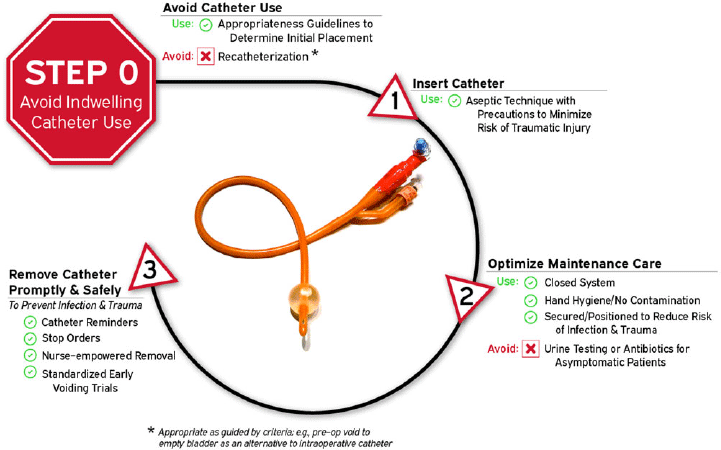 Avoid Catheter Use
Use: Appropriateness Guidelines to
Determine Initial Placement
Avoid: Recatheterization *
STEP 0
Avoid Indwelling
Catheter Use
1
Insert Catheter
Use: Aseptic Technique with
Precautions to Minimize
Risk of Traumatic Injury
2
Optimize Maintenance Care
Use: Closed System
Hand Hygiene/No Contamination
Secured/Positioned to Reduce Risk
of Infection & Trauma
Avoid: Urine Testing or Antibiotics for
Asymptomatic Patients
3
Remove Catheter
Promptly & Safely
To Prevent Infection & Trauma
Catheter Reminders
Stop Orders
Nurse-empowered Removal
Standardized Early
Voiding Trials
* Appropriate as guided by criteria; e.g., pre-op void to
empty bladder as an alternative to intraoperative catheter